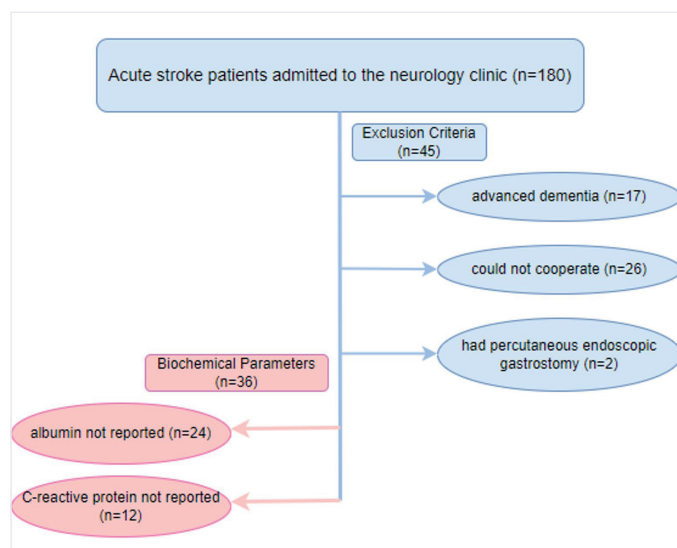 Acute stroke patients admitted to the neurology clinic (n=180)
Exclusion Criteria
(n=45)
advanced dementia (n=17)
could not cooperate (n=26)
had percutaneous endoscopic
gastrostomy (n=2)
Biochemical Parameters
(n=36)
albumin not reported (n=24)
C-reactive protein not reported
(n=12)